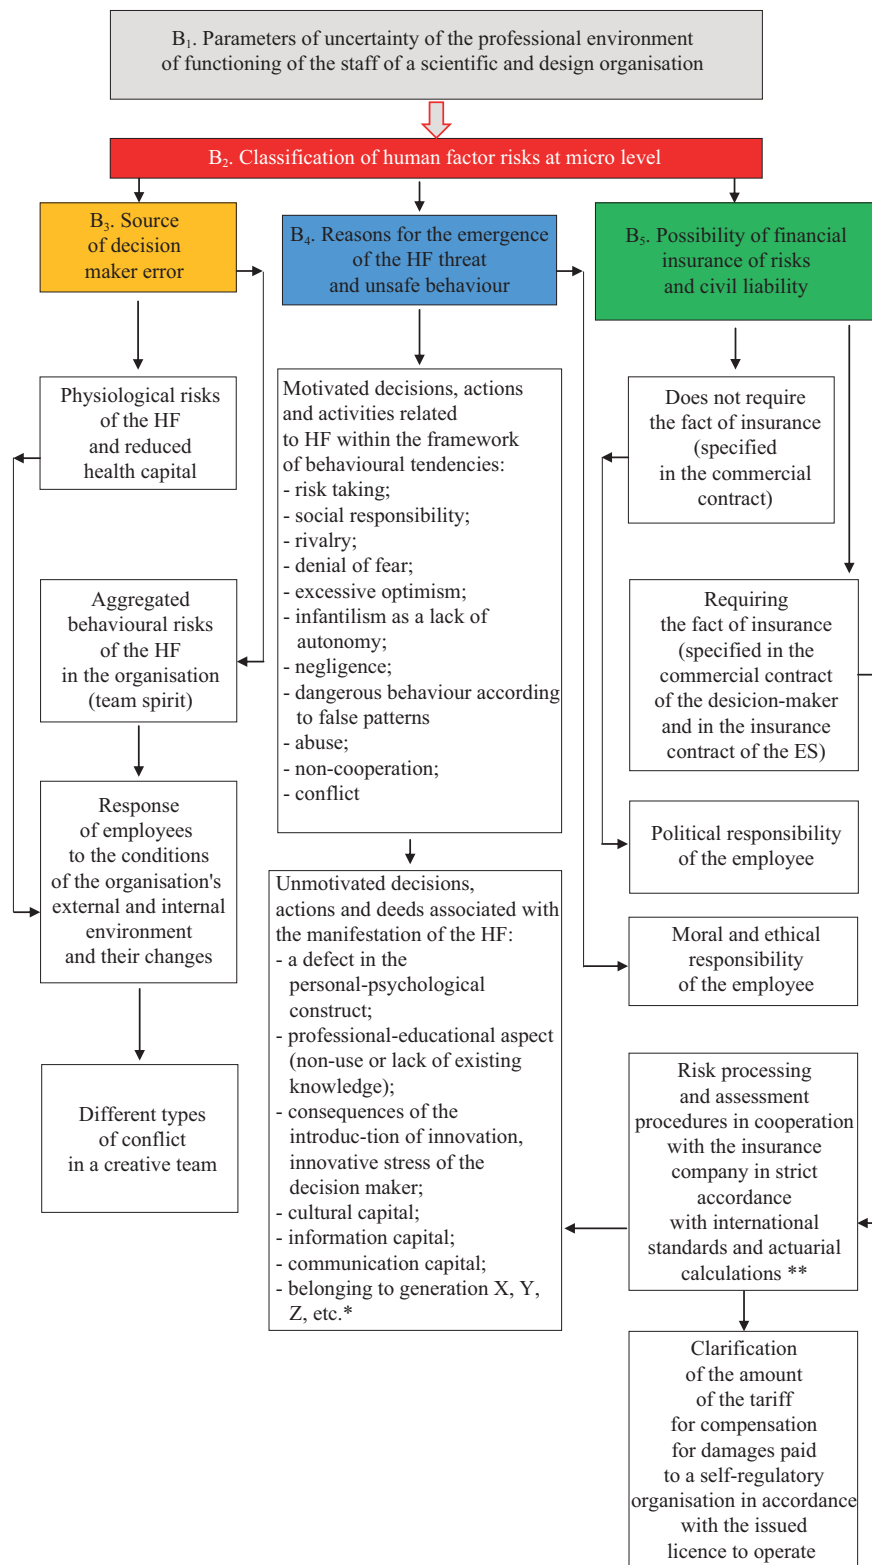 B₁. Parameters of uncertainty of the professional environment
of functioning of the staff of a scientific and design organisation
B₂. Classification of human factor risks at micro level
B₃. Source
of decision
maker error
B₄. Reasons for the emergence
of the HF threat
and unsafe behaviour
B₅. Possibility of financial
insurance of risks
and civil liability
Physiological risks
of the HF
and reduced
health capital
Aggregated
behavioural risks
of the HF
in the organisation
(team spirit)
Response
of employees
to the conditions
of the organisation's
external and internal
environment
and their changes
Different types
of conflict
in a creative team
Motivated decisions, actions
and activities related
to HF within the framework
of behavioural tendencies:
- risk taking;
- social responsibility;
- rivalry;
- denial of fear;
- excessive optimism;
- infantilism as a lack of
autonomy;
- negligence;
- dangerous behaviour according
to false patterns
- abuse;
- non-cooperation;
- conflict
Unmotivated decisions,
actions and deeds associated with
the manifestation of the HF:
- a defect in the
personal-psychological
construct;
- professional-educational aspect
(non-use or lack of existing
knowledge);
- consequences of the
introduc-tion of innovation,
innovative stress of the
decision maker;
- cultural capital;
- information capital;
- communication capital;
- belonging to generation X, Y,
Z, etc.*
Does not require
the fact of insurance
(specified
in the commercial
contract)
Requiring
the fact of insurance
(specified in the
commercial contract
of the desicion-maker
and in the insurance
contract of the ES)
Political responsibility
of the employee
Moral and ethical
responsibility
of the employee
Risk processing
and assessment
procedures in cooperation
with the insurance
company in strict
accordance
with international
standards and actuarial
calculations **
Clarification
of the amount
of the tariff
for compensation
for damages paid
to a self-regulatory
organisation in accordance
with the issued
licence to operate